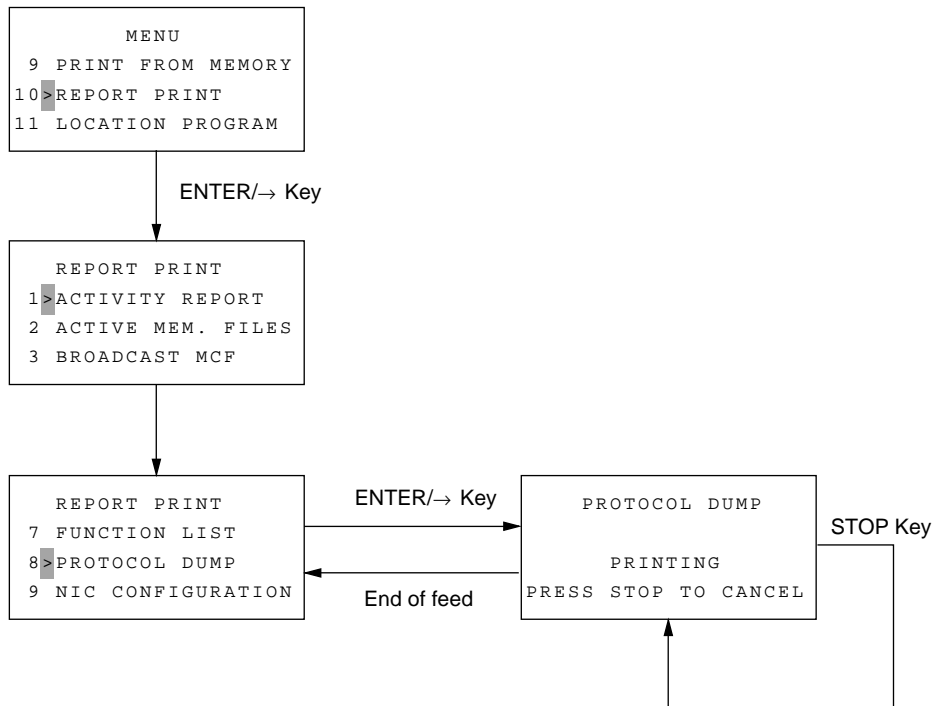 MENU
9 PRINT FROM MEMORY
10>REPORT PRINT
11 LOCATION PROGRAM
ENTER/→ Key
REPORT PRINT
1>ACTIVITY REPORT
2 ACTIVE MEM. FILES
3 BROADCAST MCF
REPORT PRINT
7 FUNCTION LIST
8>PROTOCOL DUMP
9 NIC CONFIGURATION
ENTER/→ Key
End of feed
PROTOCOL DUMP
PRINTING
PRESS STOP TO CANCEL
STOP Key